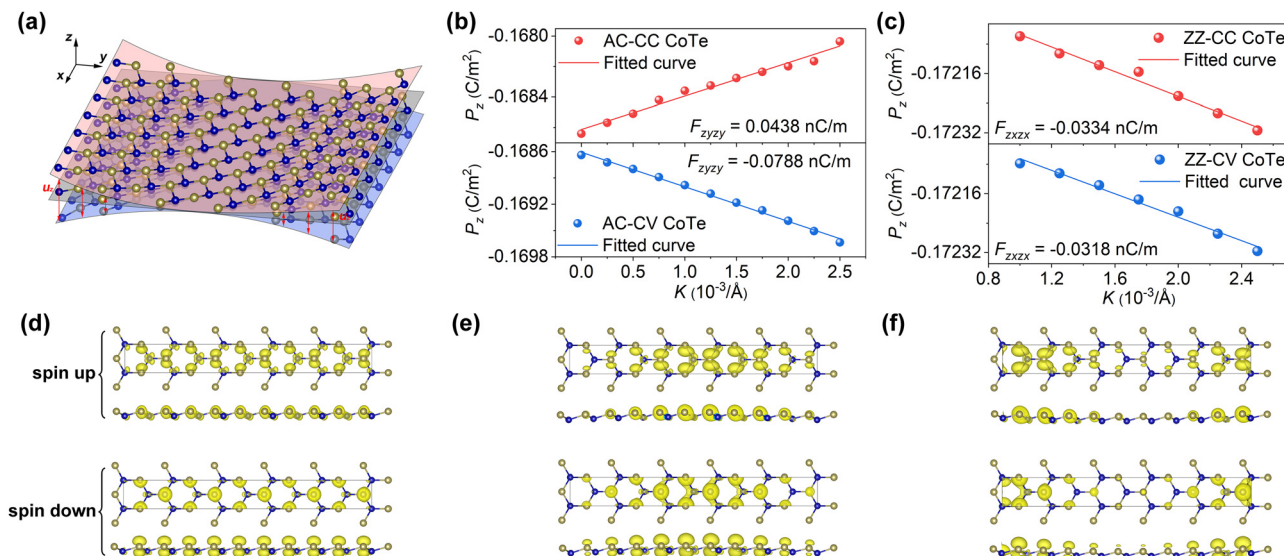 (a)
z
y
x
u_z
(b)
-0.1680
-0.1684
P_z (C/m²)
AC-CC CoTe
Fitted curve
F_zyzy = 0.0438 nC/m
-0.1686
-0.1692
-0.1698
P_z (C/m²)
F_zyzy = -0.0788 nC/m
AC-CV CoTe
Fitted curve
0.0 0.5 1.0 1.5 2.0 2.5
K (10⁻³/Å)
(c)
-0.17216
-0.17232
P_z (C/m²)
ZZ-CC CoTe
Fitted curve
F_zxzx = -0.0334 nC/m
-0.17216
-0.17232
P_z (C/m²)
ZZ-CV CoTe
Fitted curve
F_zxzx = -0.0318 nC/m
0.8 1.2 1.6 2.0 2.4
K (10⁻³/Å)
(d)
(e)
(f)
spin up
spin down